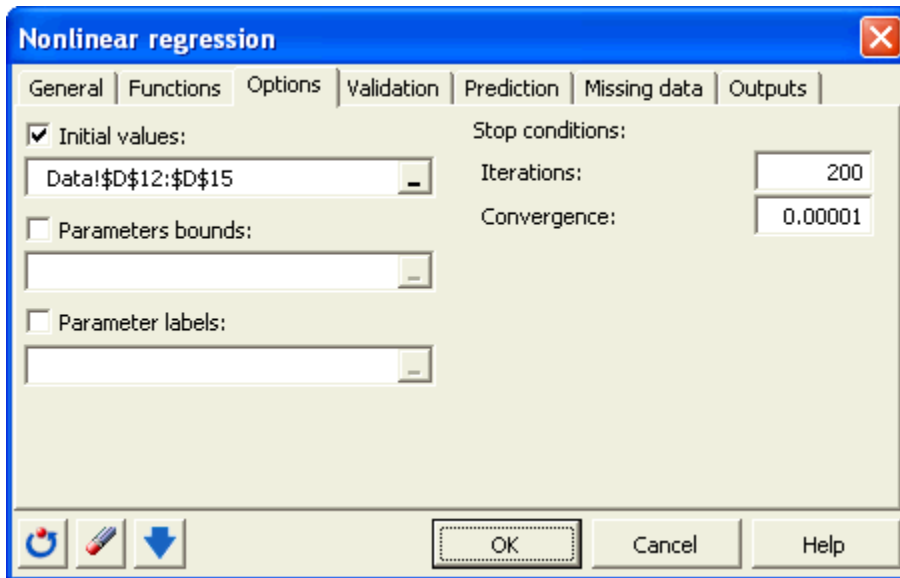 Nonlinear regression
General Functions Options Validation Prediction Missing data Outputs
Initial values:
Data!$D$12:$D$15
Parameters bounds:
Parameter labels:
Stop conditions:
Iterations: 200
Convergence: 0.00001
OK Cancel Help